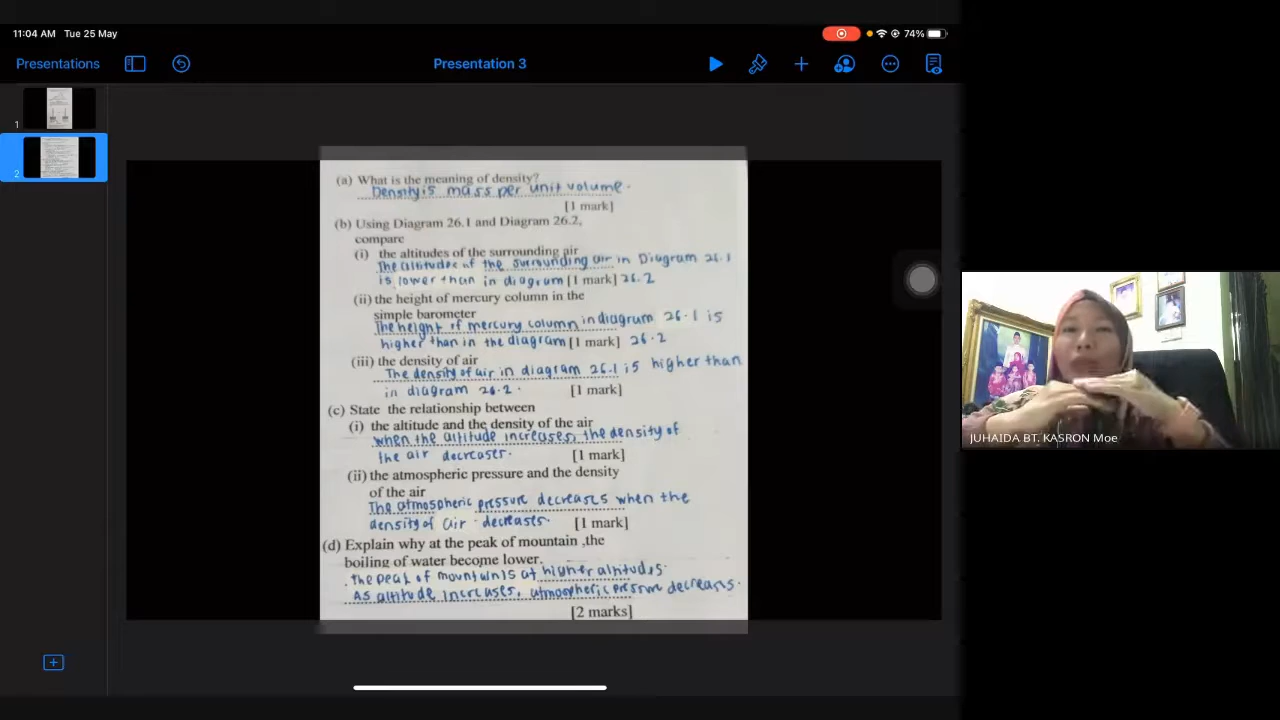 11:04 AM Tue 25 May
74%
Presentations
Presentation 3
1
2
(a) What is the meaning of density?
Density is mass per unit volume.
[1 mark]
(b) Using Diagram 26.1 and Diagram 26.2,
compare
(i) the altitudes of the surrounding air
The altitudes of the surrounding air in Diagram 26.1
is lower than in diagram [1 mark] 26.2
(ii) the height of mercury column in the
simple barometer
The height of mercury column in diagram 26.1 is
higher than in the diagram [1 mark] 26.2
(iii) the density of air
The density of air in diagram 26.1 is higher than
in diagram 26.2. [1 mark]
(c) State the relationship between
(i) the altitude and the density of the air
when the altitude increases, the density of
the air decreases. [1 mark]
(ii) the atmospheric pressure and the density
of the air
The atmospheric pressure decreases when the
density of air decreases. [1 mark]
(d) Explain why at the peak of mountain ,the
boiling of water become lower.
The peak of mountain is at higher altitudes.
As altitude increases, atmospheric pressure decreases.
[2 marks]
JUHAIDA BT. KASRON Moe